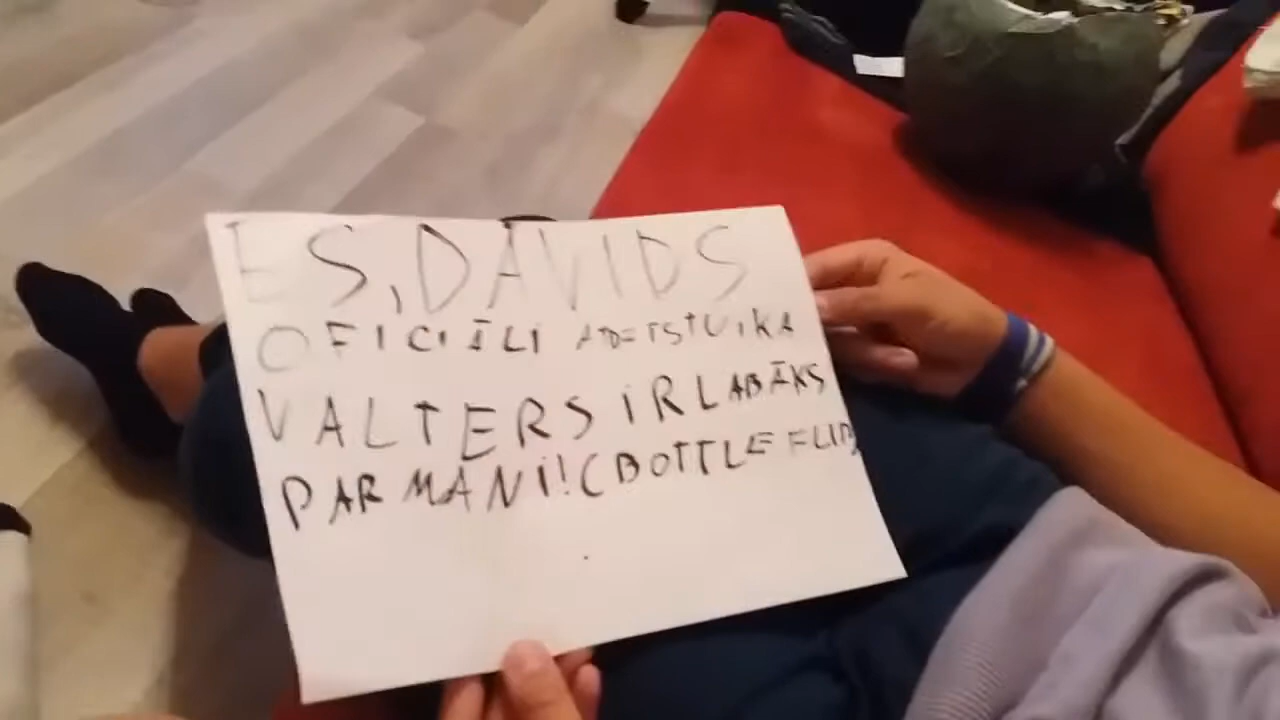 ES, DAVIDS
OFICIĀLI
VALTERS IR LABĀKS
PAR MANI! (BOTTLE FLIP)